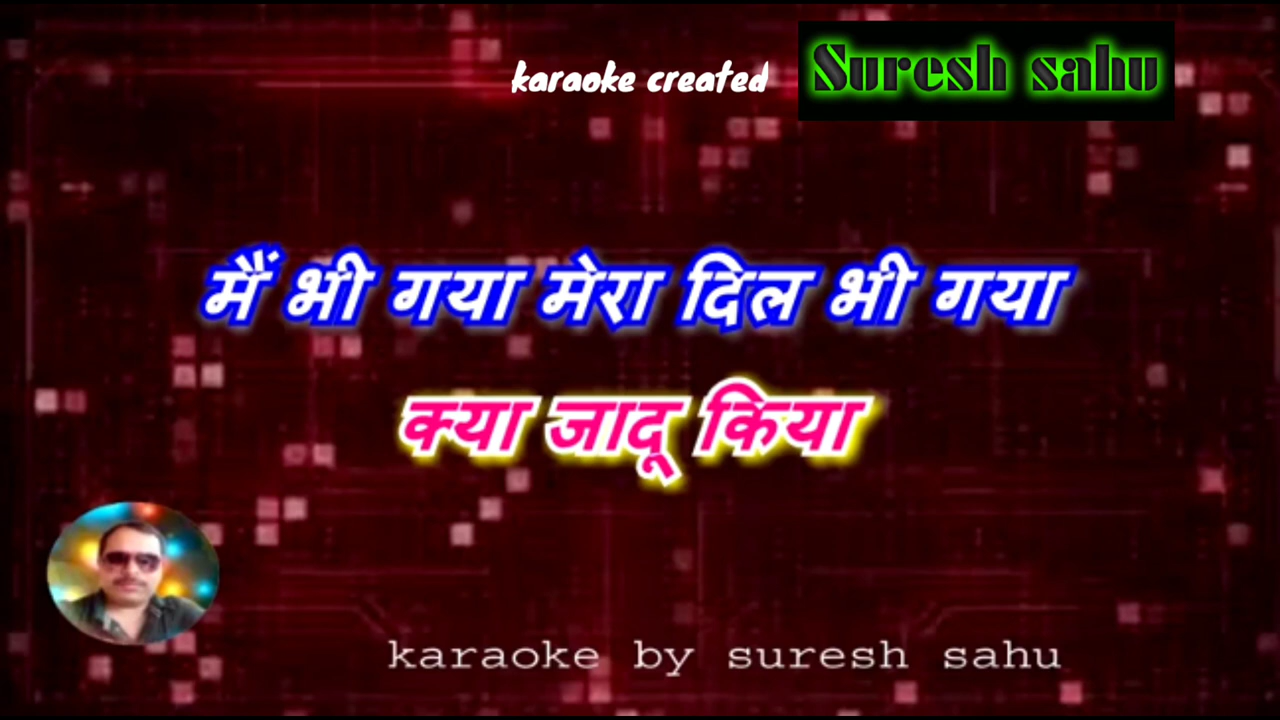 karaoke created Suresh sahu
मैं भी गया मेरा दिल भी गया
क्या जादू किया
karaoke by suresh sahu